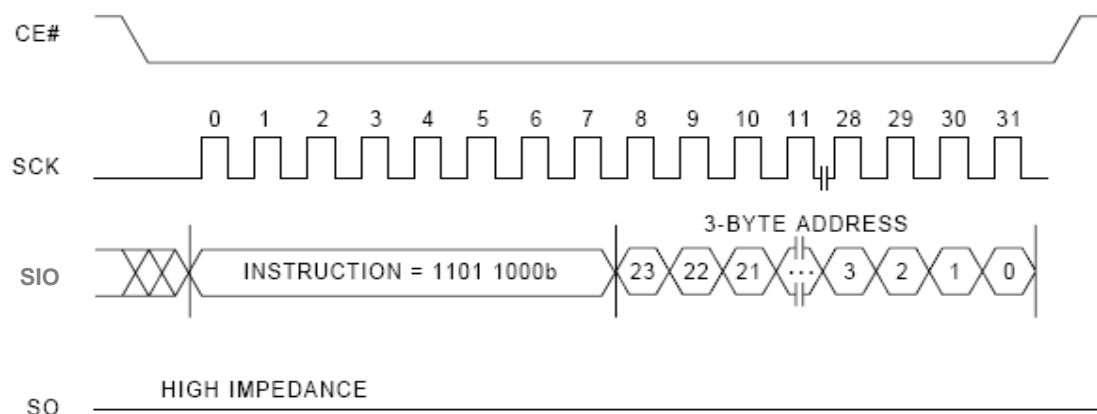 CE#
0 1 2 3 4 5 6 7 8 9 10 11 28 29 30 31
SCK
3-BYTE ADDRESS
SIO INSTRUCTION = 1101 1000b 23 22 21 ... 3 2 1 0
HIGH IMPEDANCE
SO